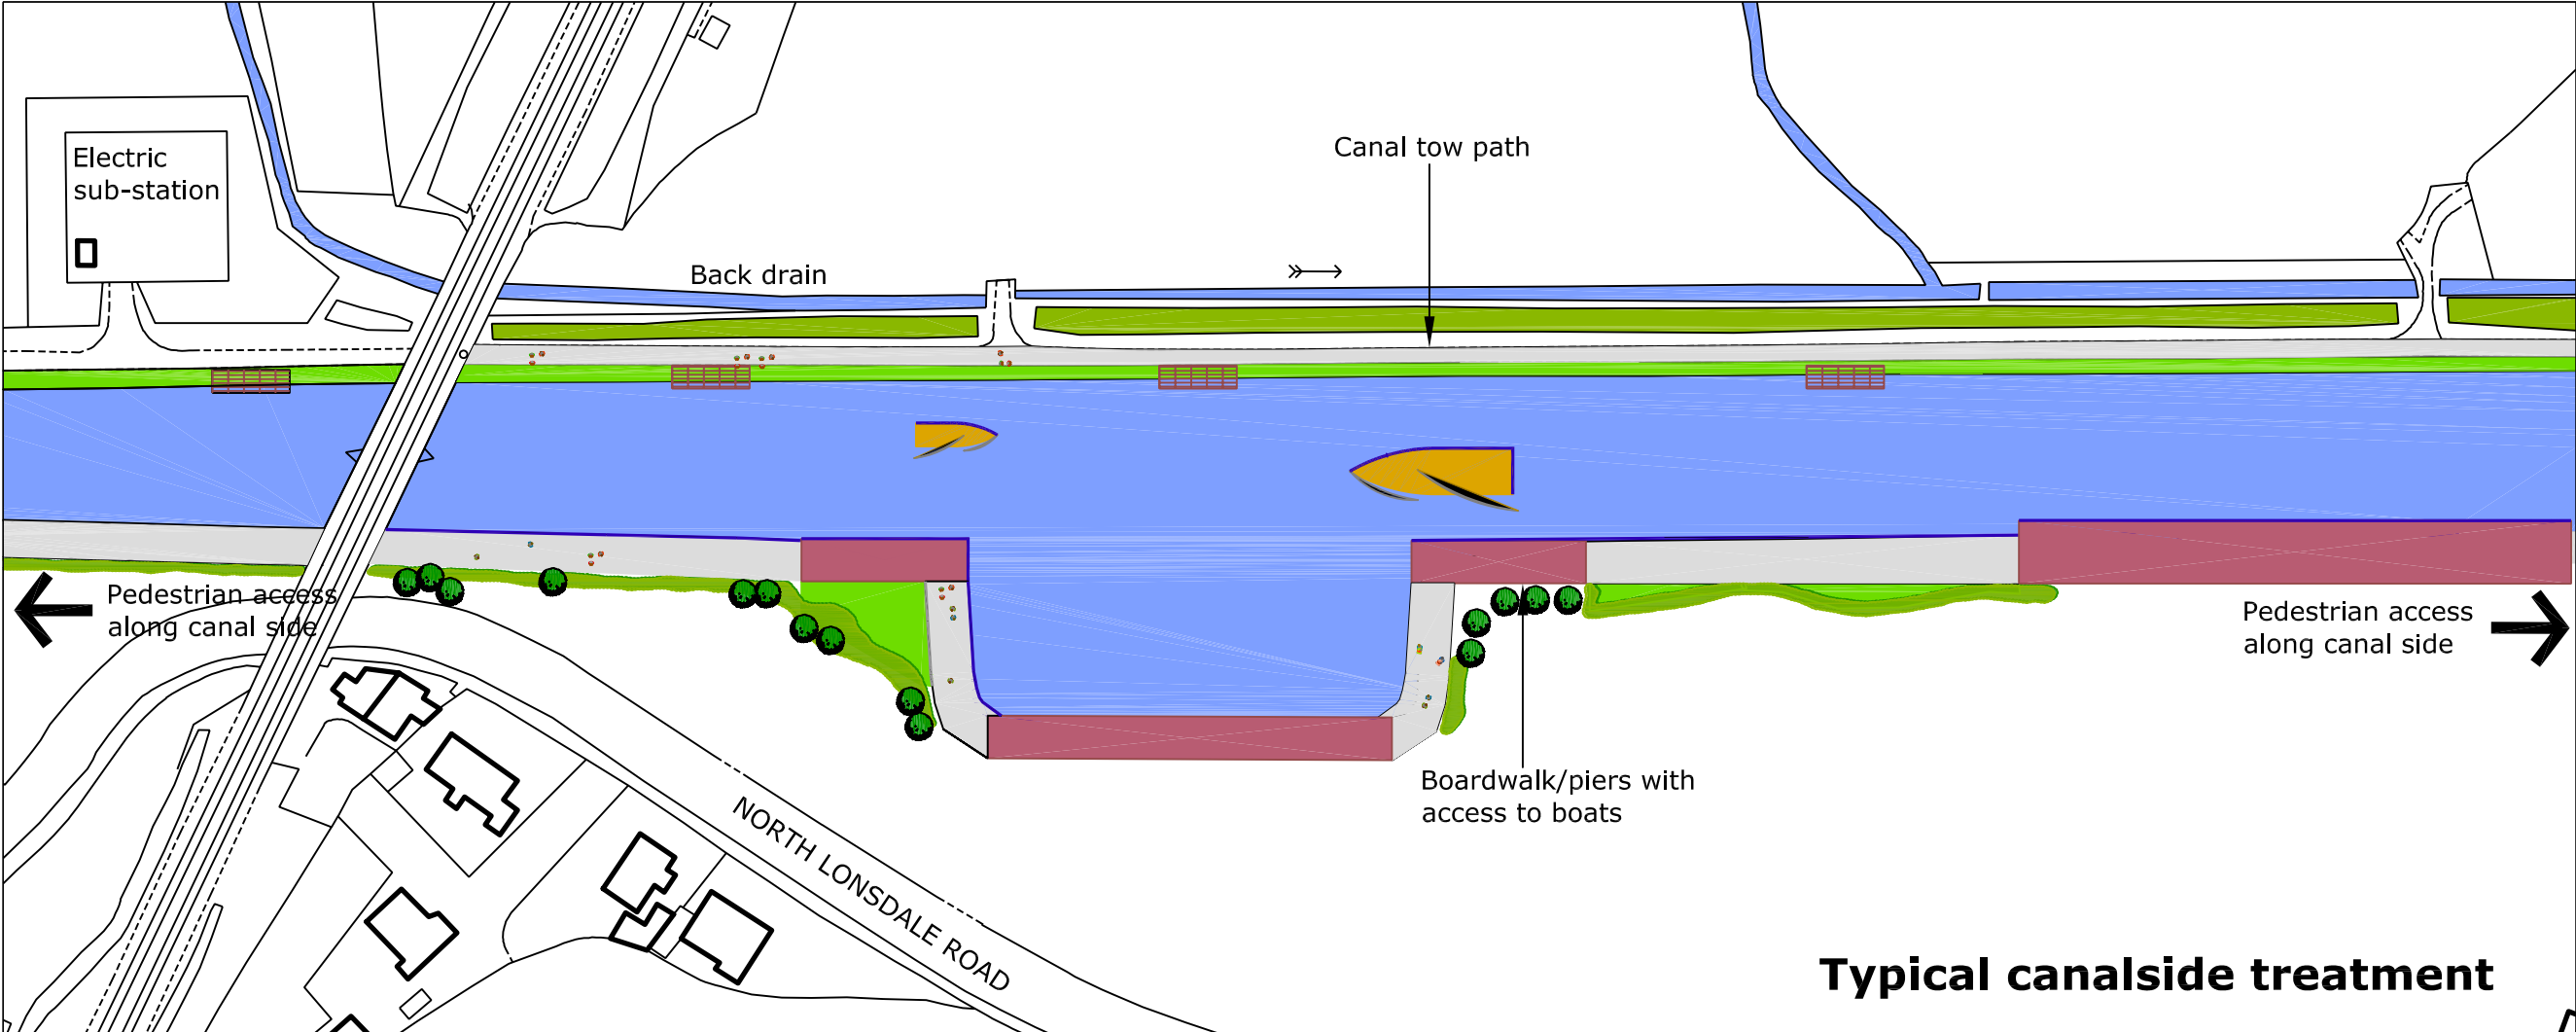 Electric
sub-station
Canal tow path
Back drain
Pedestrian access
along canal side
Pedestrian access
along canal side
Boardwalk/piers with
access to boats
NORTH LONSDALE ROAD
Typical canalside treatment